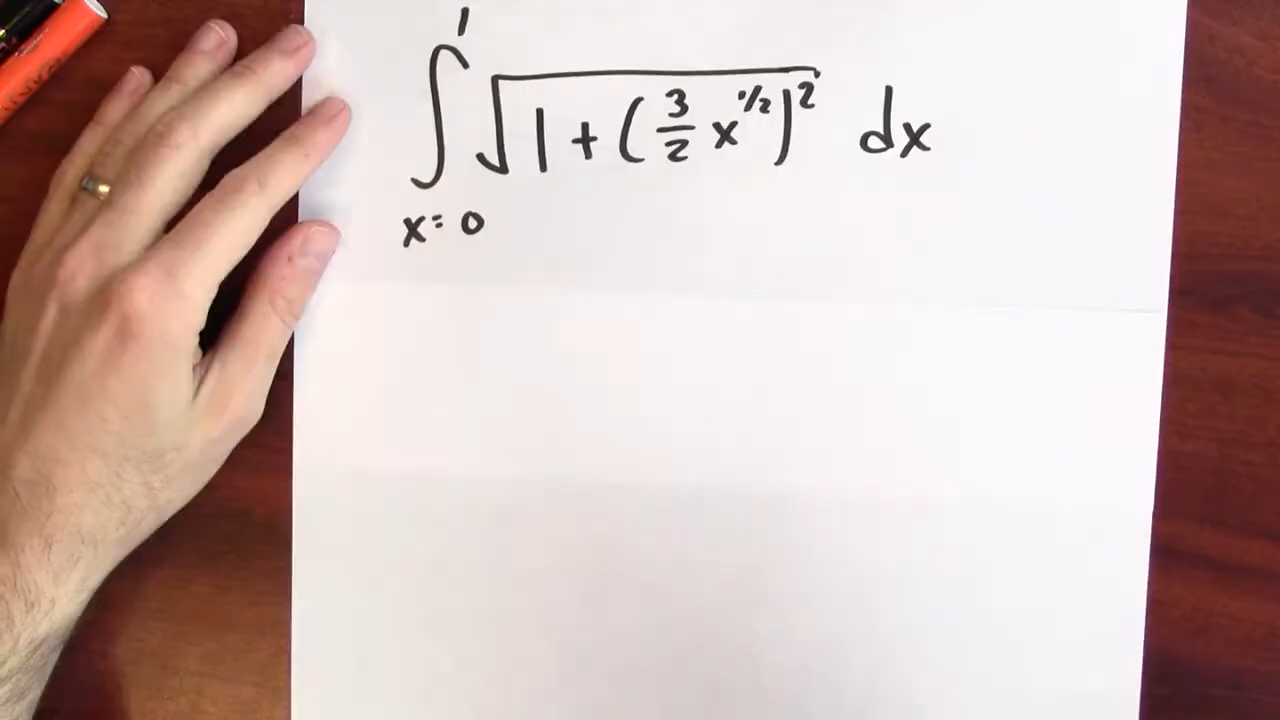 ∫ 1 √(1 + (3/2 x^1/2)^2) dx
x = 0